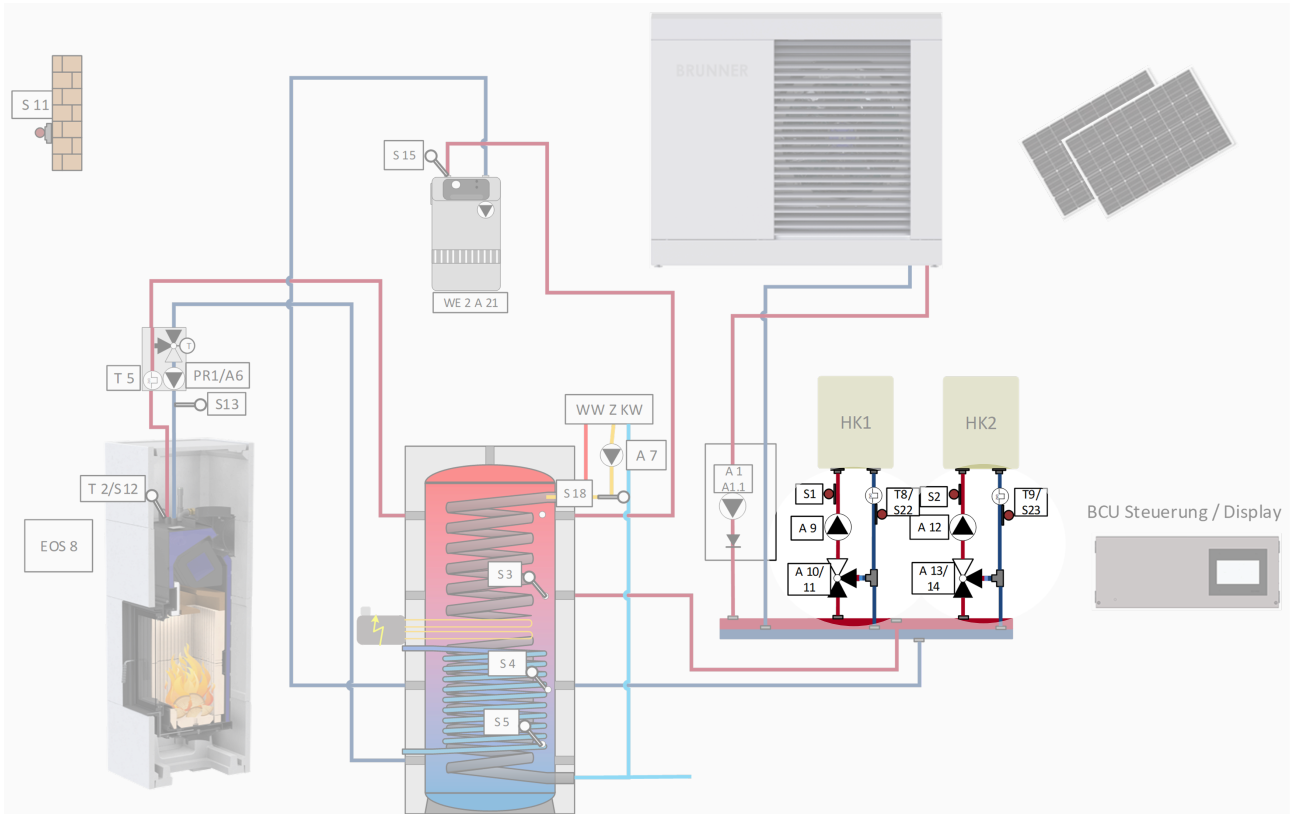 BRUNNER
S 11
S 15
WE 2 A 21
T 5
T
PR1/A6
S13
WW Z KW
A 7
HK1
HK2
A 1
A1.1
S 18
T 2/S12
S1
T8/
S22
S2
T9/
S23
A 9
A 12
EOS 8
BCU Steuerung / Display
S 3
A 10/
11
A 13/
14
S 4
S 5